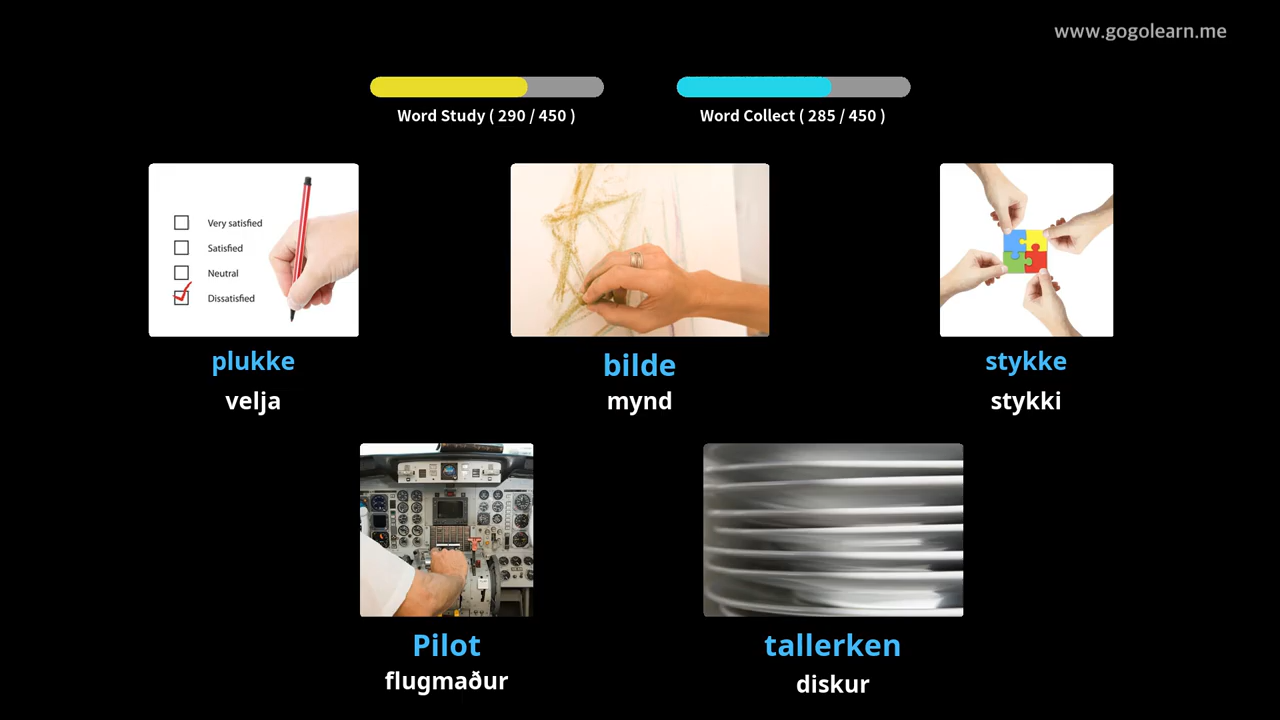 www.gogolearn.me
Word Study ( 290 / 450 )
Word Collect ( 285 / 450 )
Very satisfied
Satisfied
Neutral
Dissatisfied
plukke
velja
bilde
mynd
stykke
stykki
Pilot
flugmaður
tallerken
diskur